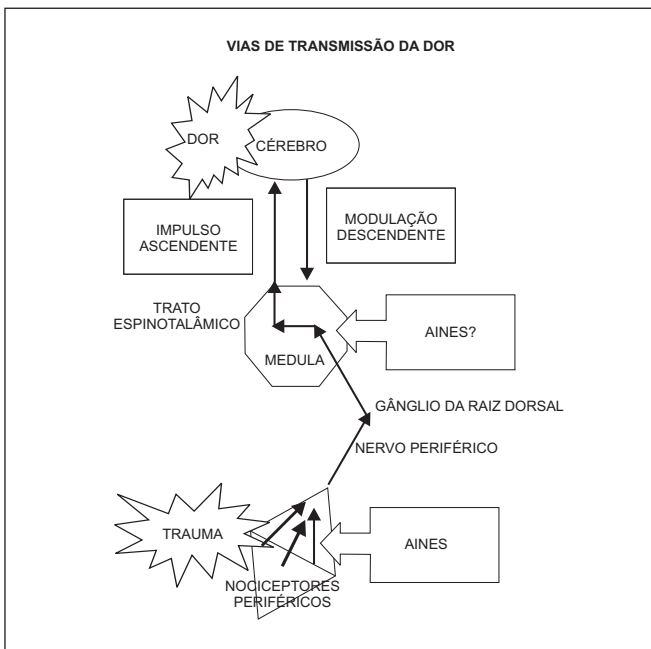 VIAS DE TRANSMISSÃO DA DOR
DOR
CÉREBRO
IMPULSO
ASCENDENTE
MODULAÇÃO
DESCENDENTE
TRATO
ESPINOTALÂMICO
MEDULA
AINES?
GÂNGLIO DA RAIZ DORSAL
NERVO PERIFÉRICO
TRAUMA
AINES
NOCICEPTORES
PERIFÉRICOS